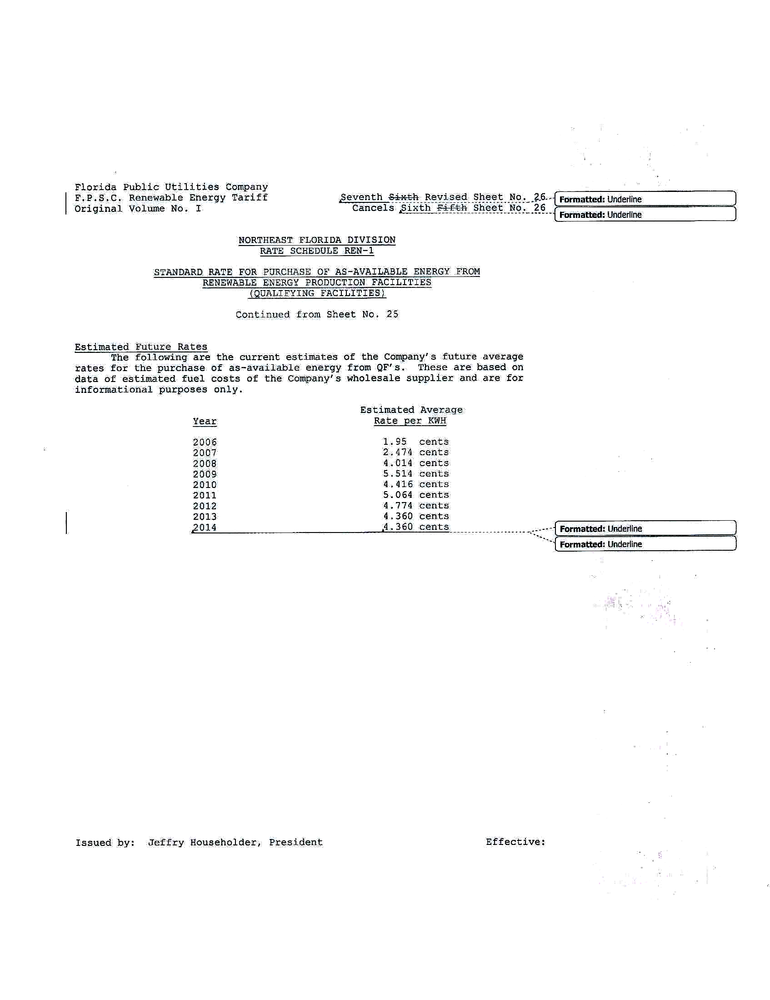 Florida Public Utilities Company
F.P.S.C. Renewable Energy Tariff
Original Volume No. I
Seventh Sixth Revised Sheet No. 26
Cancels Sixth Fifth Sheet No. 26
Formatted: Underline
Formatted: Underline
NORTHEAST FLORIDA DIVISION
RATE SCHEDULE REN-1
STANDARD RATE FOR PURCHASE OF AS-AVAILABLE ENERGY FROM
RENEWABLE ENERGY PRODUCTION FACILITIES
(QUALIFYING FACILITIES)
Continued from Sheet No. 25
Estimated Future Rates
The following are the current estimates of the Company's future average
rates for the purchase of as-available energy from QF's. These are based on
data of estimated fuel costs of the Company's wholesale supplier and are for
informational purposes only.
Estimated Average
Year Rate per KWH
2006 1.95 cents
2007 2.474 cents
2008 4.014 cents
2009 5.514 cents
2010 4.416 cents
2011 5.064 cents
2012 4.774 cents
2013 4.360 cents
2014 4.360 cents
Formatted: Underline
Formatted: Underline
Issued by: Jeffry Householder, President Effective: